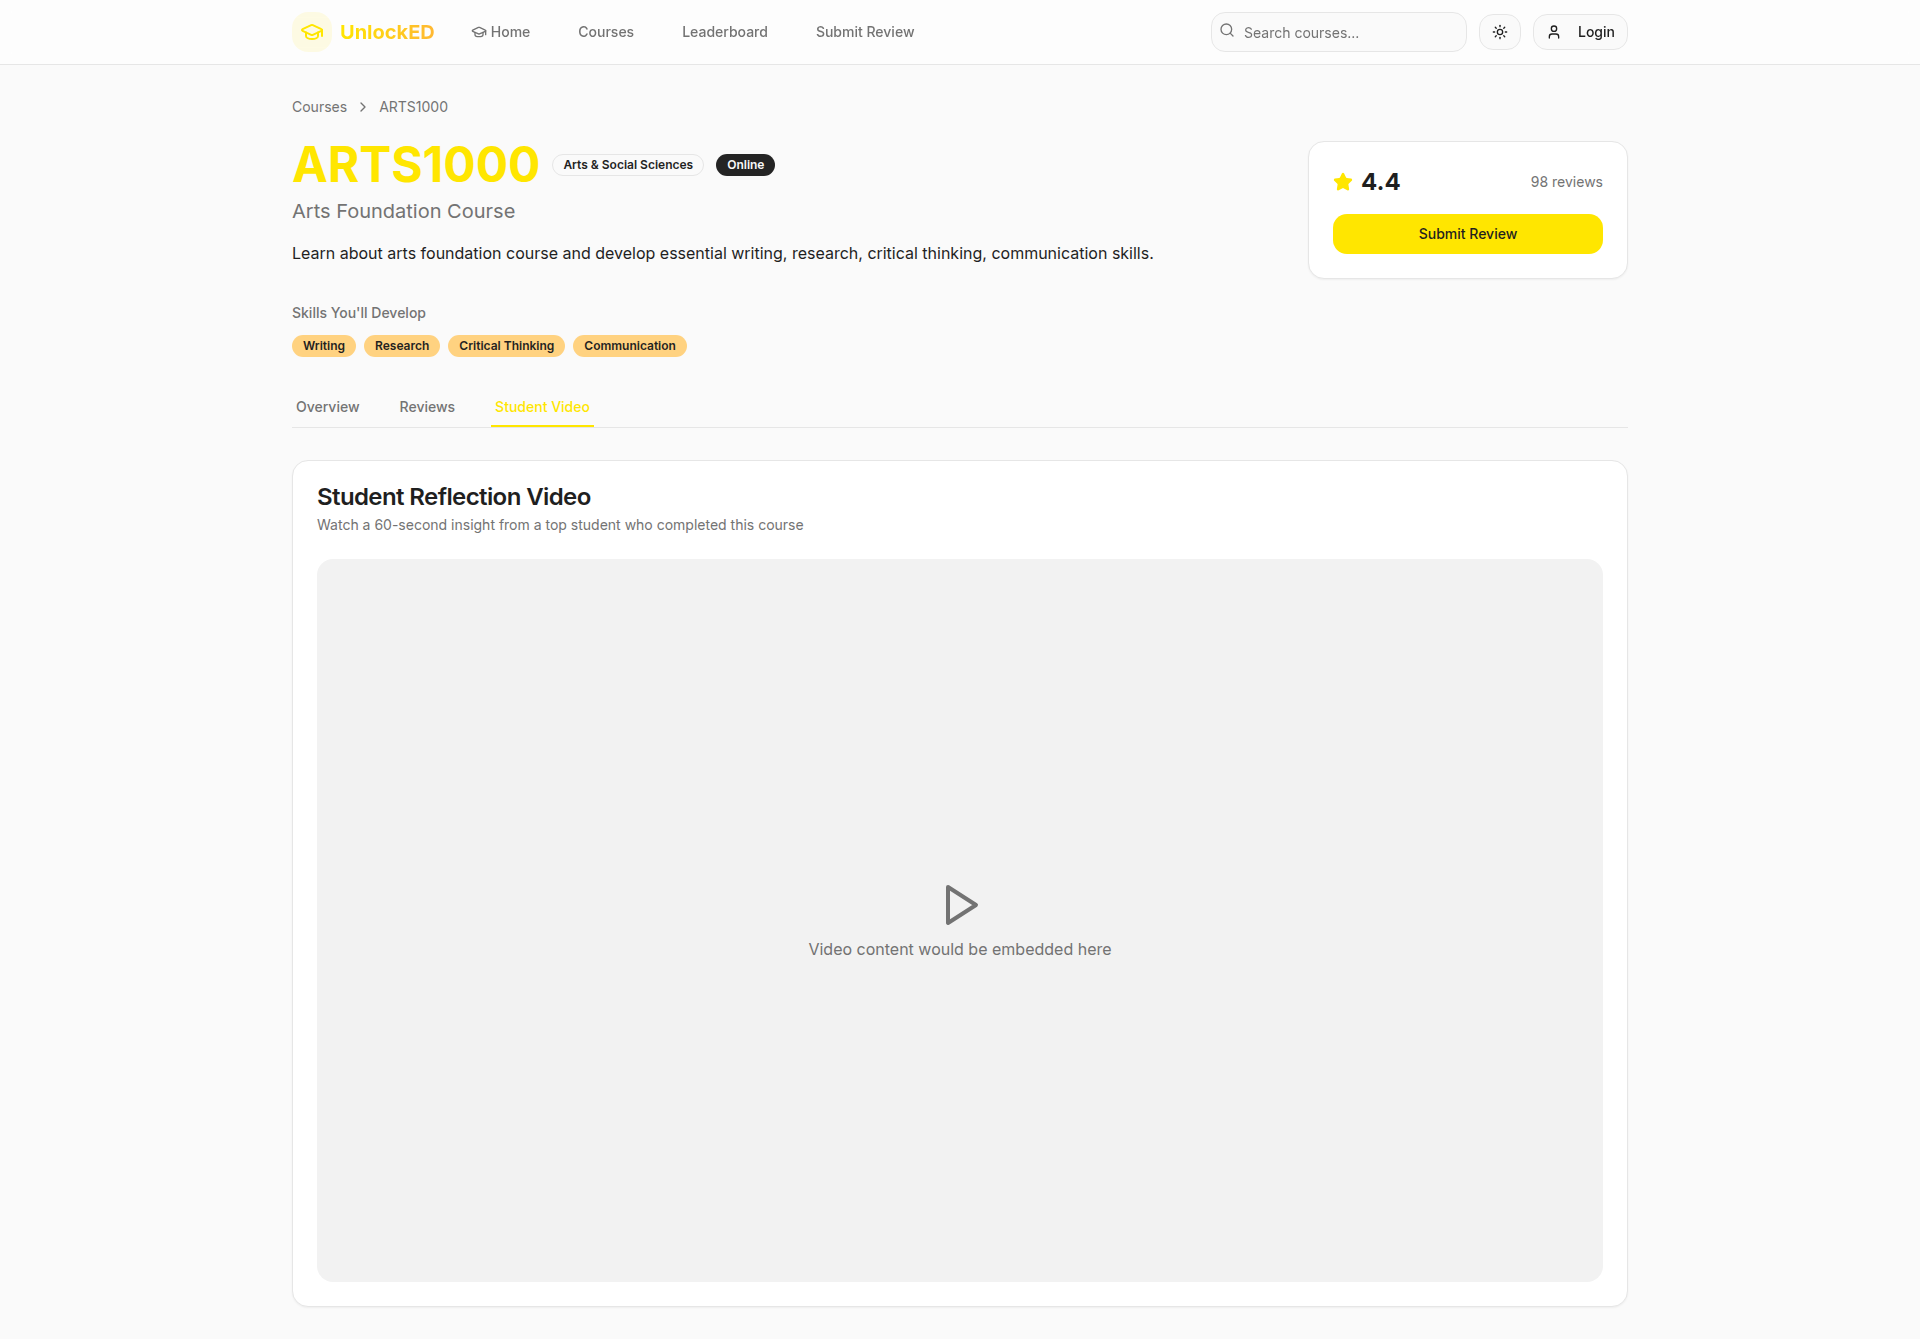 UnlockED Home Courses Leaderboard Submit Review Search courses... Login
Courses ARTS1000
ARTS1000 Arts & Social Sciences Online
Arts Foundation Course
Learn about arts foundation course and develop essential writing, research, critical thinking, communication skills.
4.4 98 reviews
Submit Review
Skills You'll Develop
Writing Research Critical Thinking Communication
Overview Reviews Student Video
Student Reflection Video
Watch a 60-second insight from a top student who completed this course
Video content would be embedded here